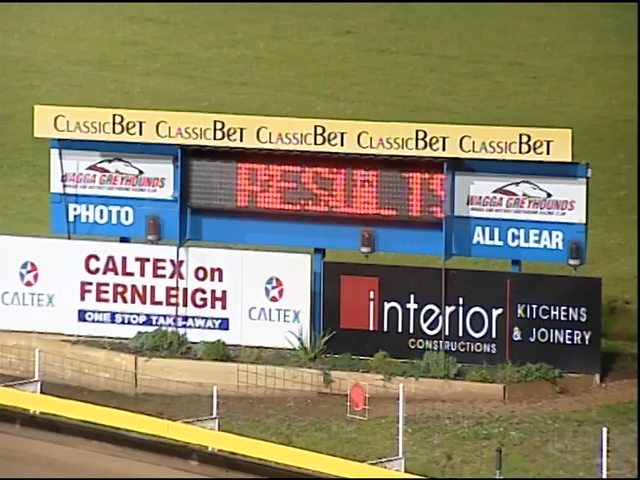 CLASSICBET CLASSICBET CLASSICBET CLASSICBET CLASSICBET
WAGGA GREYHOUNDS
PHOTO
RESULTS
WAGGA GREYHOUNDS
ALL CLEAR
CALTEX
CALTEX on
FERNLEIGH
ONE STOP TAKE-AWAY
CALTEX
interior
CONSTRUCTIONS
KITCHENS
& JOINERY